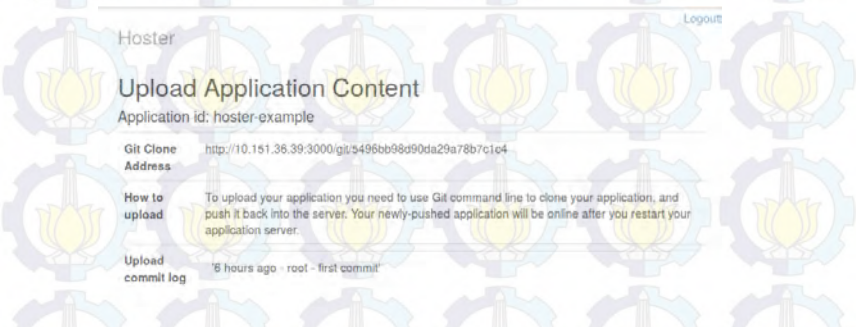 Logout
Hoster
Upload Application Content
Application id: hoster-example
Git Clone Address
http://10.151.36.39:3000/git/5496bb98d90da29a78b7c1c4
How to upload
To upload your application you need to use Git command line to clone your application, and
push it back into the server. Your newly-pushed application will be online after you restart your
application server.
Upload commit log
'6 hours ago - root - first commit'